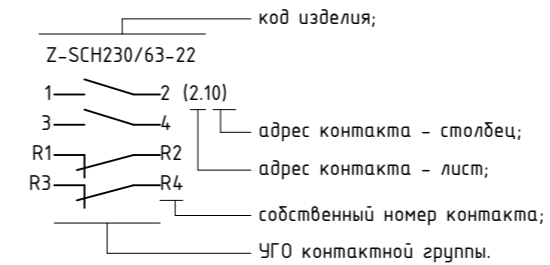 код изделия;
Z-SCH230/63-22
1 2 (2.10)
3 4
адрес контакта - столбец;
R1 R2
адрес контакта - лист;
R3 R4
собственный номер контакта;
УГО контактной группы.